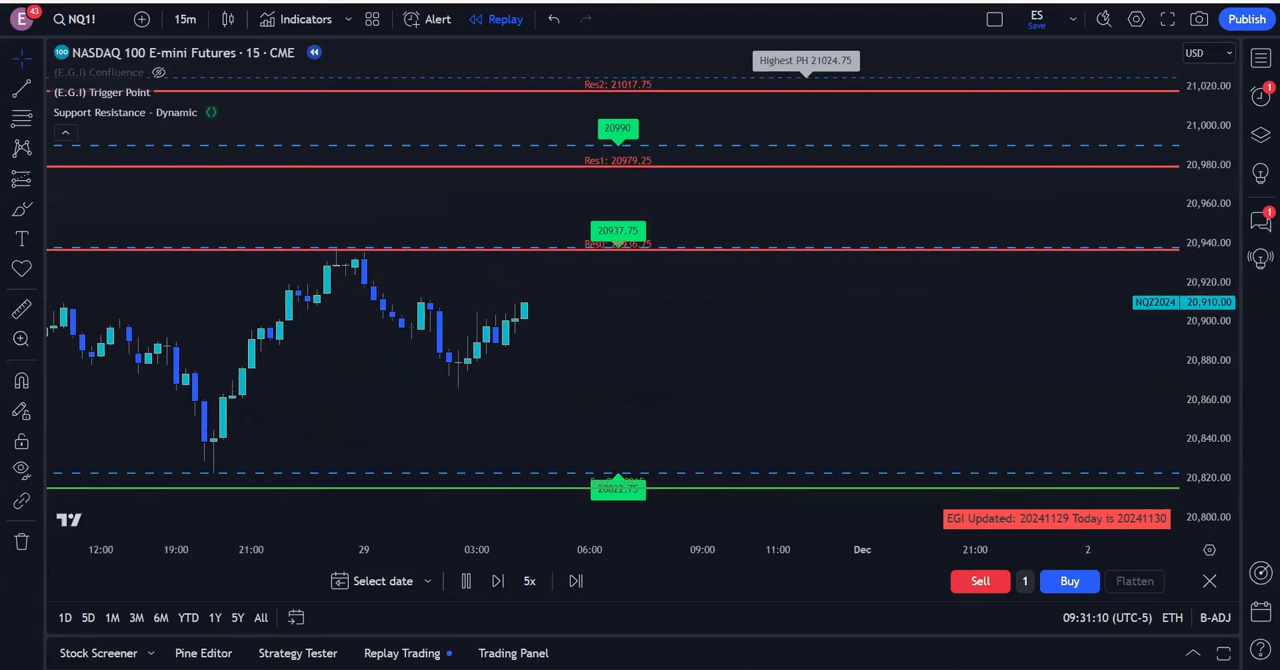 E 43 NQ1! 15m Indicators Alert Replay ES Save Publish
100 NASDAQ 100 E-mini Futures · 15 · CME USD
(E.G.I) Confluence
(E.G.I) Trigger Point
Support Resistance - Dynamic
Highest PH 21024.75
Res2: 21017.75
20990
Res1: 20979.25
20937.75
20822.75
21,020.00
21,000.00
20,980.00
20,960.00
20,940.00
20,920.00
NQZ2024 20,910.00
20,900.00
20,880.00
20,860.00
20,840.00
20,820.00
20,800.00
1
1
EGI Updated: 20241129 Today is 20241130
12:00 19:00 21:00 29 03:00 06:00 09:00 11:00 Dec 21:00 2
Select date 5x Sell 1 Buy Flatten
1D 5D 1M 3M 6M YTD 1Y 5Y All 09:31:10 (UTC-5) ETH B-ADJ
Stock Screener Pine Editor Strategy Tester Replay Trading Trading Panel